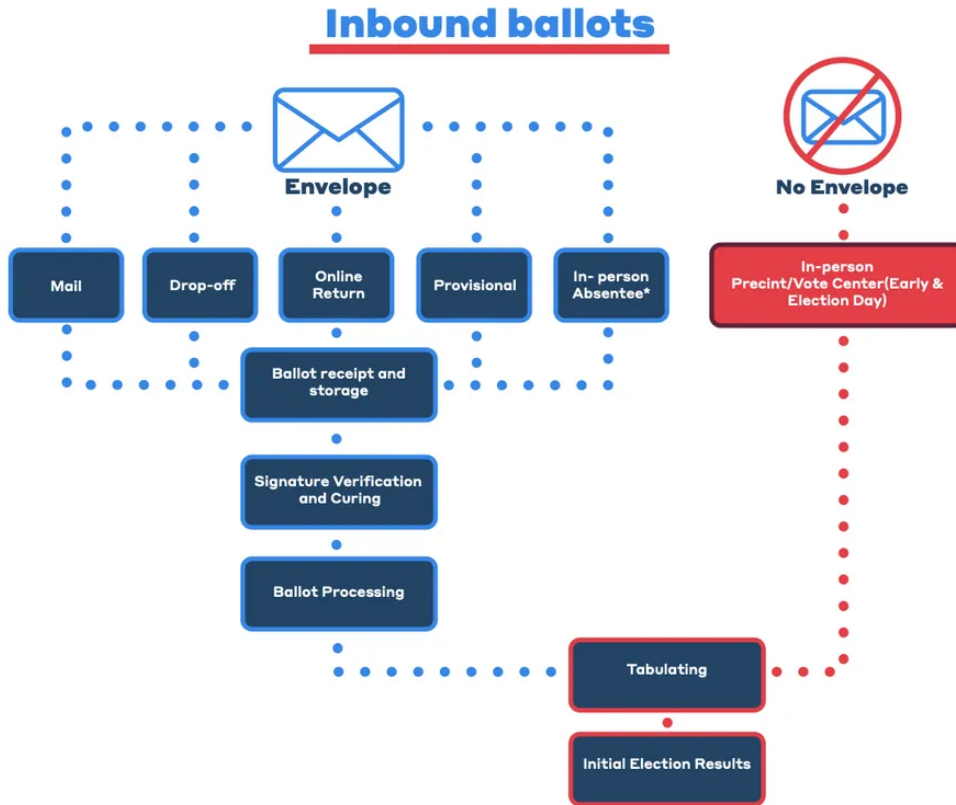 Inbound ballots
Envelope
No Envelope
Mail
Drop-off
Online
Return
Provisional
In- person
Absentee*
In-person
Precint/Vote Center(Early &
Election Day)
Ballot receipt and
storage
Signature Verification
and Curing
Ballot Processing
Tabulating
Initial Election Results